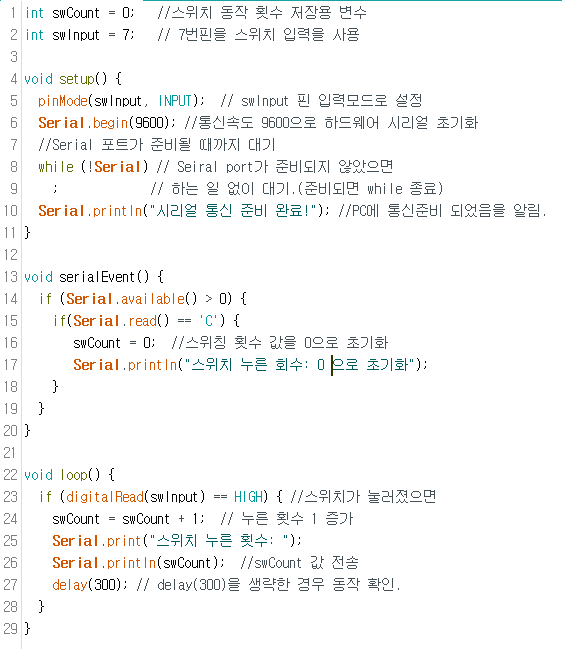 1 int swCount = 0;   //스위치 동작 횟수 저장용 변수
2 int swInput = 7;   // 7번핀을 스위치 입력을 사용
3
4 void setup() {
5   pinMode(swInput, INPUT);  // swInput 핀 입력모드로 설정
6   Serial.begin(9600); //통신속도 9600으로 하드웨어 시리얼 초기화
7   //Serial 포트가 준비될 때까지 대기
8   while (!Serial) // Seiral port가 준비되지 않았으면
9     ;             // 하는 일 없이 대기.(준비되면 while 종료)
10   Serial.println("시리얼 통신 준비 완료!"); //PC에 통신준비 되었음을 알림.
11 }
12
13 void serialEvent() {
14   if (Serial.available() > 0) {
15     if(Serial.read() == 'C') {
16        swCount = 0;  //스위칭 횟수 값을 0으로 초기화
17        Serial.println("스위치 누른 회수: 0 으로 초기화");
18     }
19   }
20 }
21
22 void loop() {
23   if (digitalRead(swInput) == HIGH) { //스위치가 눌러졌으면
24     swCount = swCount + 1;  // 누른 횟수 1 증가
25     Serial.print("스위치 누른 횟수: ");
26     Serial.println(swCount);  //swCount 값 전송
27     delay(300); // delay(300)을 생략한 경우 동작 확인.
28   }
29 }